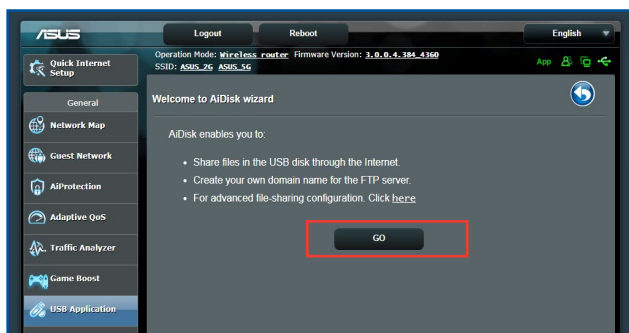 ASUS
Logout
Reboot
English
Quick Internet
Setup
Operation Mode: Wireless router Firmware Version: 3.0.0.4.384_4360
SSID: ASUS_2G ASUS_5G
App
General
Network Map
Guest Network
AiProtection
Adaptive QoS
Traffic Analyzer
Game Boost
USB Application
Welcome to AiDisk wizard
AiDisk enables you to:
• Share files in the USB disk through the Internet.
• Create your own domain name for the FTP server.
• For advanced file-sharing configuration. Click here
GO